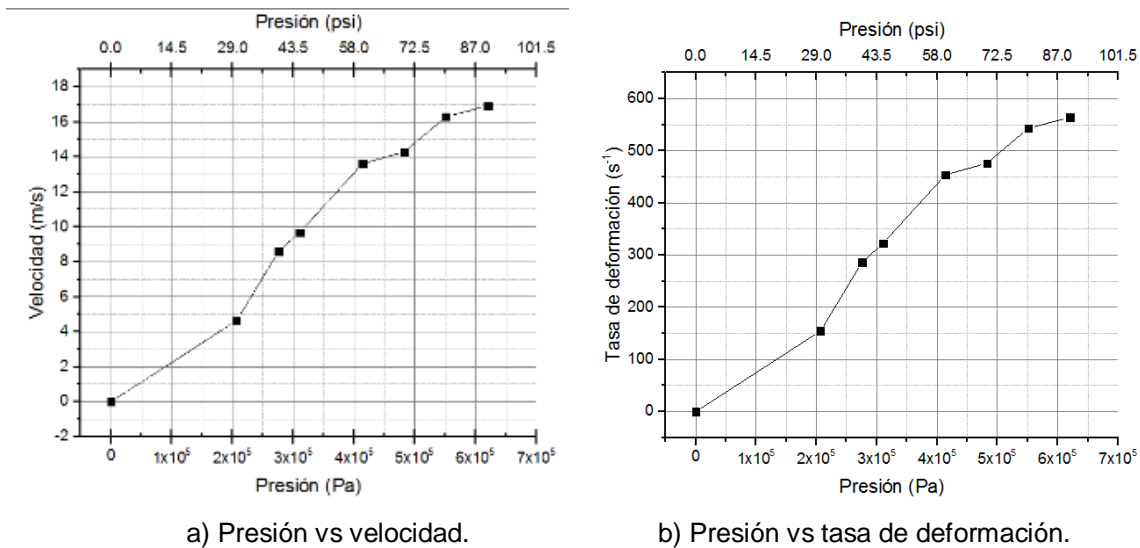 Presión (psi)
0.0 14.5 29.0 43.5 58.0 72.5 87.0 101.5
18
16
14
12
10
8
6
4
2
0
-2
Velocidad (m/s)
0 1x10⁵ 2x10⁵ 3x10⁵ 4x10⁵ 5x10⁵ 6x10⁵ 7x10⁵
Presión (Pa)
a) Presión vs velocidad.
Presión (psi)
0.0 14.5 29.0 43.5 58.0 72.5 87.0 101.5
600
500
400
300
200
100
0
Tasa de deformación (s⁻¹)
0 1x10⁵ 2x10⁵ 3x10⁵ 4x10⁵ 5x10⁵ 6x10⁵ 7x10⁵
Presión (Pa)
b) Presión vs tasa de deformación.